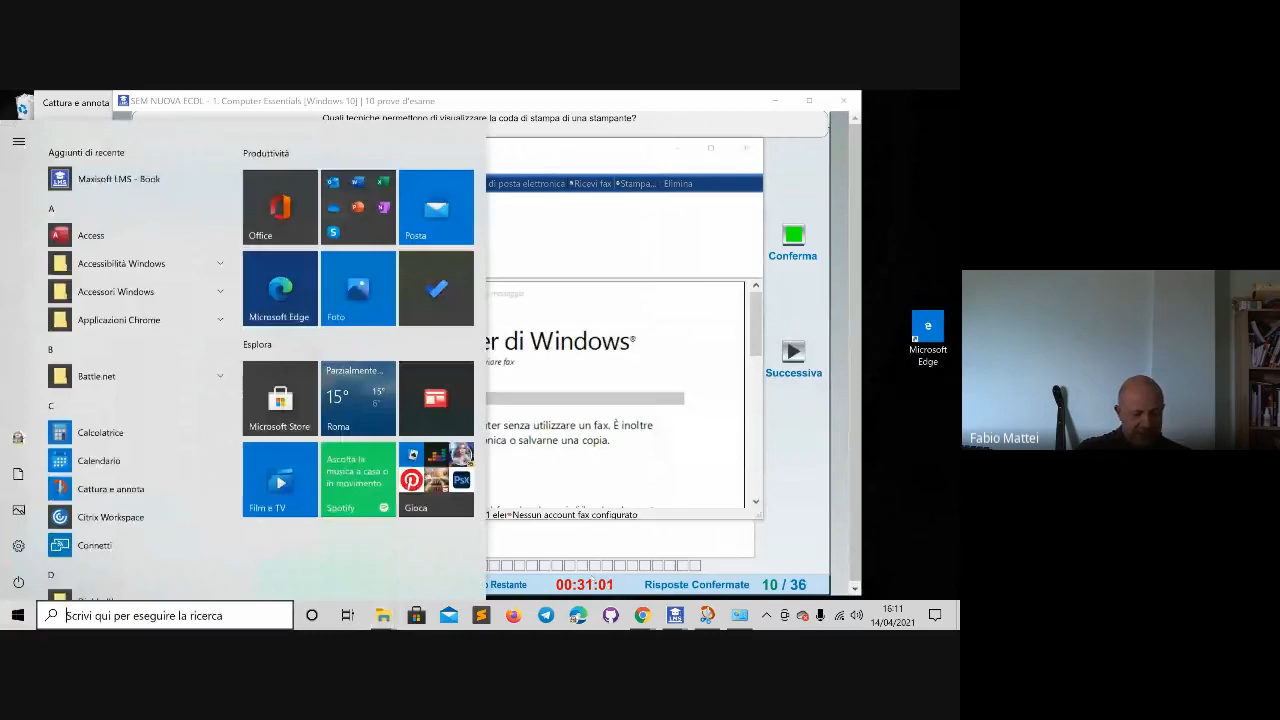 Cattura e annota
SEM NUOVA ECDL - 1. Computer Essentials [Windows 10] | 10 prove d'esame
Quali tecniche permettono di visualizzare la coda di stampa di una stampante?
Aggiunti di recente
Maxisoft LMS - Book
A
Access
Accessibilità Windows
Accessori Windows
Applicazioni Chrome
B
Battle.net
C
Calcolatrice
Calendario
Cattura e annota
Citrix Workspace
Connetti
D
Produttività
Office
Posta
Microsoft Edge
Foto
Esplora
Microsoft Store
Parzialmente...
15°
15°
6°
Roma
Film e TV
Ascolta la
musica a casa o
in movimento.
Spotify
Psx
Gioca
di posta elettronica
Ricevi fax
Stampa...
Elimina
messaggio
er di Windows®
viare fax
ter senza utilizzare un fax. È inoltre
onica o salvarne una copia.
1 eler
Nessun account fax configurato
Conferma
Successiva
o Restante
00:31:01
Risposte Confermate
10 / 36
Scrivi qui per eseguire la ricerca
LMS
16:11
14/04/2021
Microsoft
Edge
Fabio Mattei